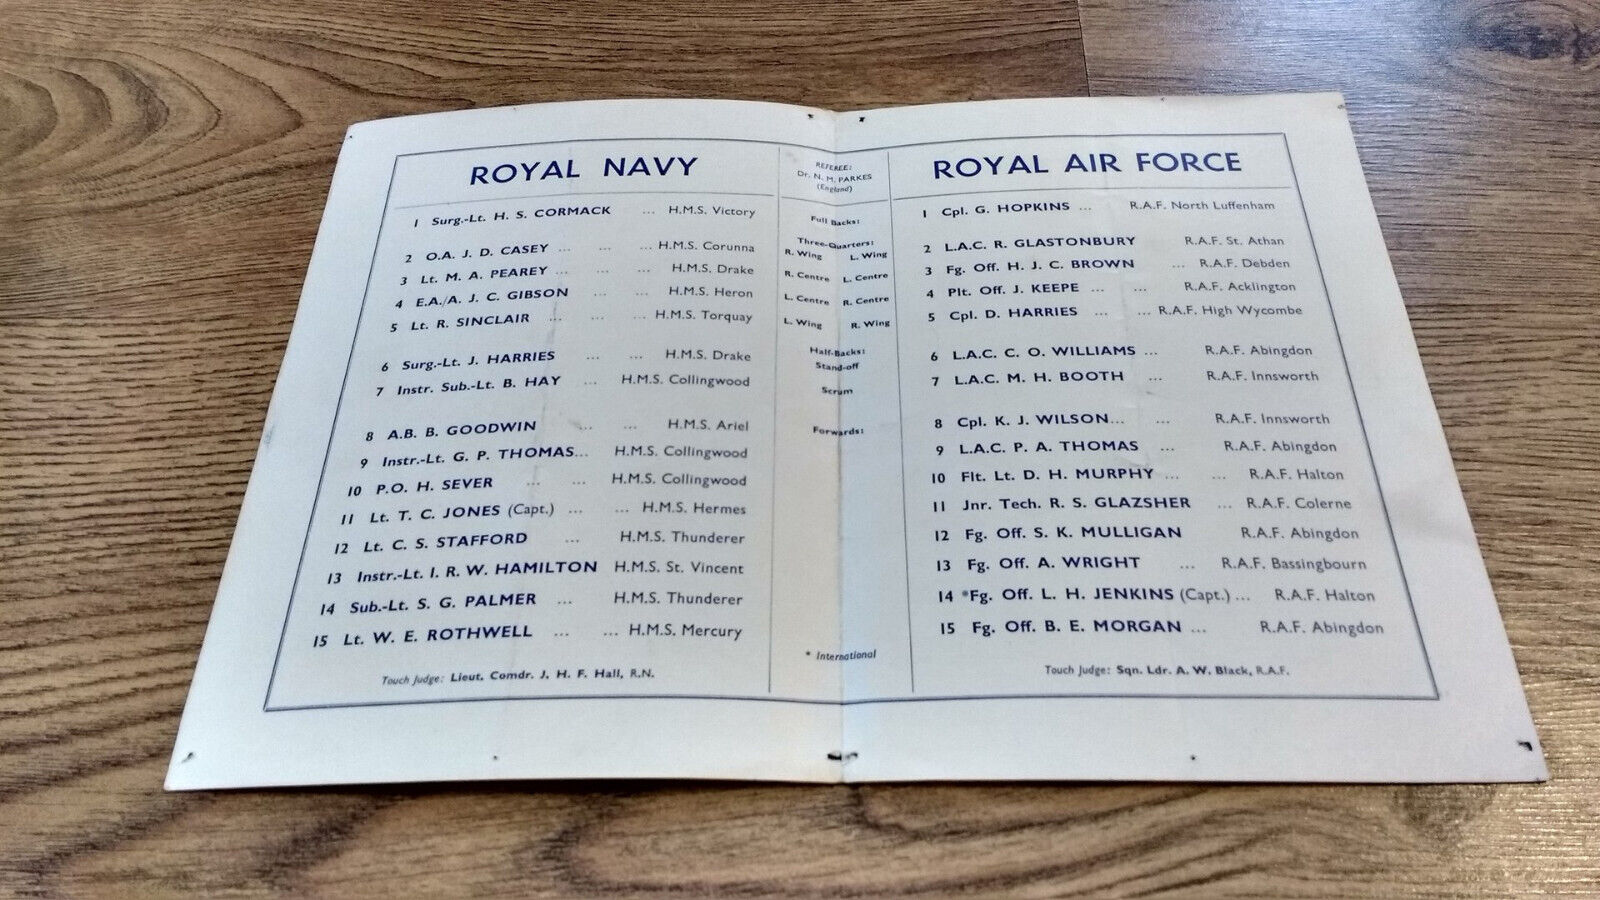 ROYAL NAVY
1 Surg.-Lt. H. S. CORMACK ... H.M.S. Victory
2 O.A. J. D. CASEY ... ... ... H.M.S. Corunna
3 Lt. M. A. PEAREY ... ... ... H.M.S. Drake
4 E.A./A. J. C. GIBSON ... ... H.M.S. Heron
5 Lt. R. SINCLAIR ... ... ... H.M.S. Torquay
6 Surg.-Lt. J. HARRIES ... ... H.M.S. Drake
7 Instr. Sub.-Lt. B. HAY ... H.M.S. Collingwood
8 A.B. B. GOODWIN ... ... H.M.S. Ariel
9 Instr.-Lt. G. P. THOMAS... H.M.S. Collingwood
10 P.O. H. SEVER ... ... H.M.S. Collingwood
11 Lt. T. C. JONES (Capt.) ... ... H.M.S. Hermes
12 Lt. C. S. STAFFORD ... H.M.S. Thunderer
13 Instr.-Lt. I. R. W. HAMILTON H.M.S. St. Vincent
14 Sub.-Lt. S. G. PALMER ... H.M.S. Thunderer
15 Lt. W. E. ROTHWELL ... ... H.M.S. Mercury
Touch Judge: Lieut. Comdr. J. H. F. Hall, R.N.
REFEREE:
Dr. N. M. PARKES
(England)
Full Backs:
Three-Quarters:
R. Wing L. Wing
R. Centre L. Centre
L. Centre R. Centre
L. Wing R. Wing
Half-Backs:
Stand-off
Scrum
Forwards:
* International
ROYAL AIR FORCE
1 Cpl. G. HOPKINS ... R.A.F. North Luffenham
2 L.A.C. R. GLASTONBURY R.A.F. St. Athan
3 Fg. Off. H. J. C. BROWN ... R.A.F. Debden
4 Plt. Off. J. KEEPE ... ... R.A.F. Acklington
5 Cpl. D. HARRIES ... ... R.A.F. High Wycombe
6 L.A.C. C. O. WILLIAMS ... R.A.F. Abingdon
7 L.A.C. M. H. BOOTH ... R.A.F. Innsworth
8 Cpl. K. J. WILSON... ... R.A.F. Innsworth
9 L.A.C. P. A. THOMAS ... R.A.F. Abingdon
10 Flt. Lt. D. H. MURPHY ... ... R.A.F. Halton
11 Jnr. Tech. R. S. GLAZSHER ... R.A.F. Colerne
12 Fg. Off. S. K. MULLIGAN R.A.F. Abingdon
13 Fg. Off. A. WRIGHT ... R.A.F. Bassingbourn
14 *Fg. Off. L. H. JENKINS (Capt.) ... R.A.F. Halton
15 Fg. Off. B. E. MORGAN ... R.A.F. Abingdon
Touch Judge: Sqn. Ldr. A. W. Black, R.A.F.